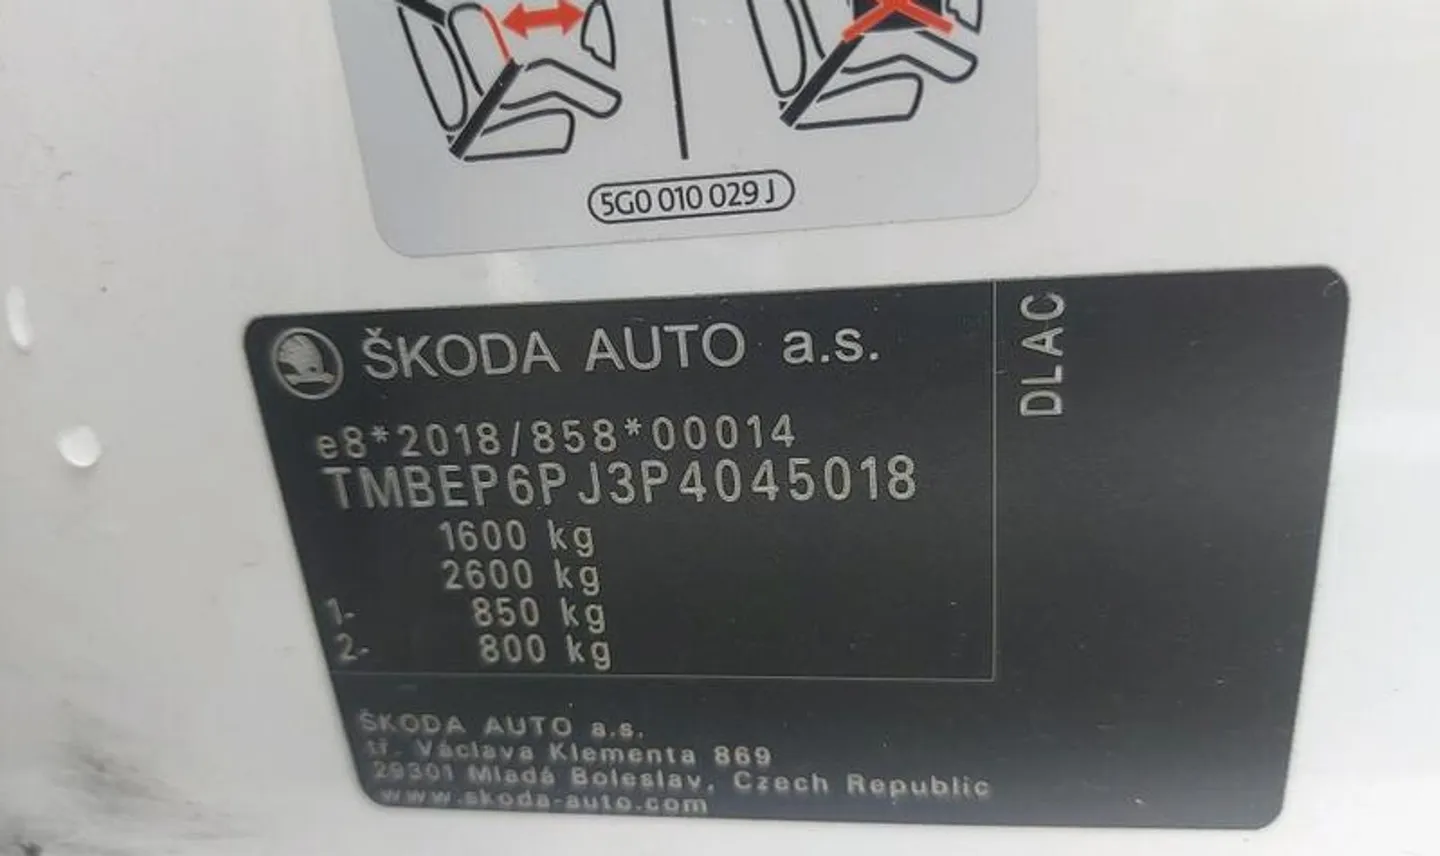 5G0 010 029 J
ŠKODA AUTO a.s.
DLAC
e8*2018/858*00014
TMBEP6PJ3P4045018
1600 kg
2600 kg
1- 850 kg
2- 800 kg
ŠKODA AUTO a.s.
tř. Václava Klementa 869
29301 Mladá Boleslav, Czech Republic
www.skoda-auto.com